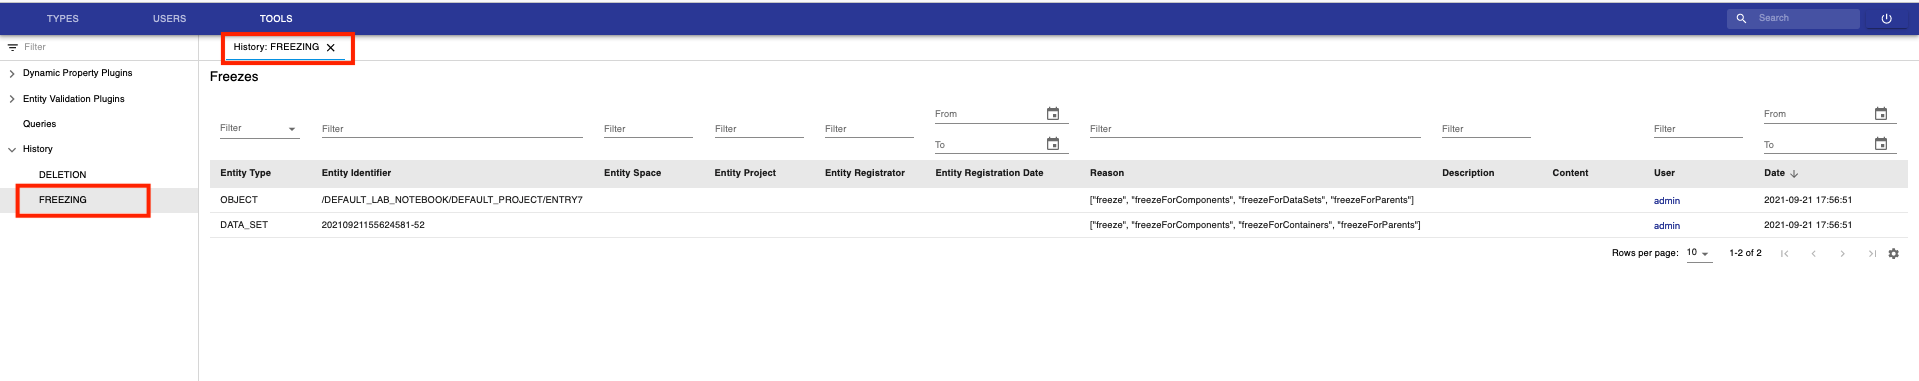 TYPES USERS TOOLS Search
Filter History: FREEZING
Dynamic Property Plugins
Entity Validation Plugins
Queries
History
DELETION
FREEZING
Freezes
From From
Filter Filter Filter Filter Filter Filter Filter Filter
To To
Entity Type Entity Identifier Entity Space Entity Project Entity Registrator Entity Registration Date Reason Description Content User Date
OBJECT /DEFAULT_LAB_NOTEBOOK/DEFAULT_PROJECT/ENTRY7 ["freeze", "freezeForComponents", "freezeForDataSets", "freezeForParents"] admin 2021-09-21 17:56:51
DATA_SET 20210921155624581-52 ["freeze", "freezeForComponents", "freezeForContainers", "freezeForParents"] admin 2021-09-21 17:56:51
Rows per page: 10 1-2 of 2